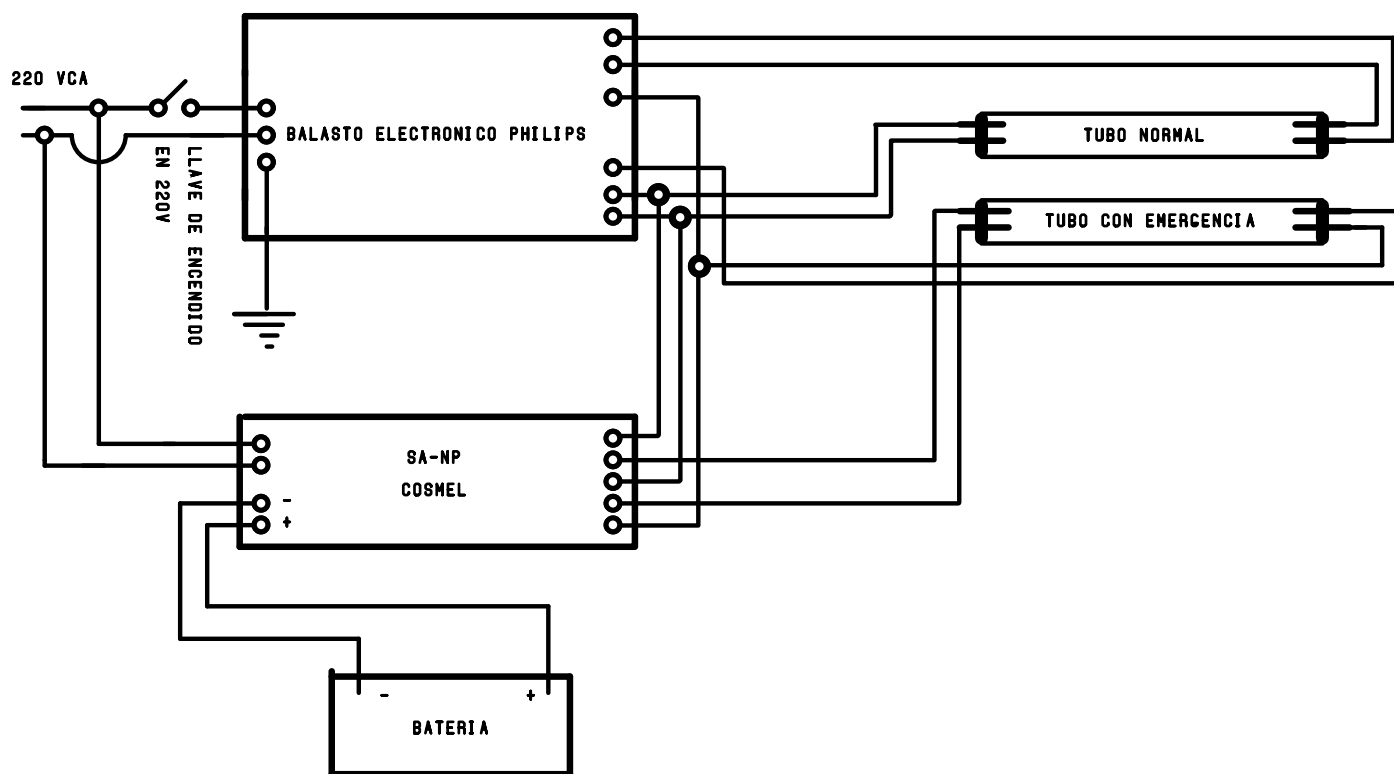 220 VCA
BALASTO ELECTRONICO PHILIPS
LLAVE DE ENCENDIDO
EN 220V
TUBO NORMAL
TUBO CON EMERGENCIA
SA-NP
COSMEL
-
+
- +
BATERIA